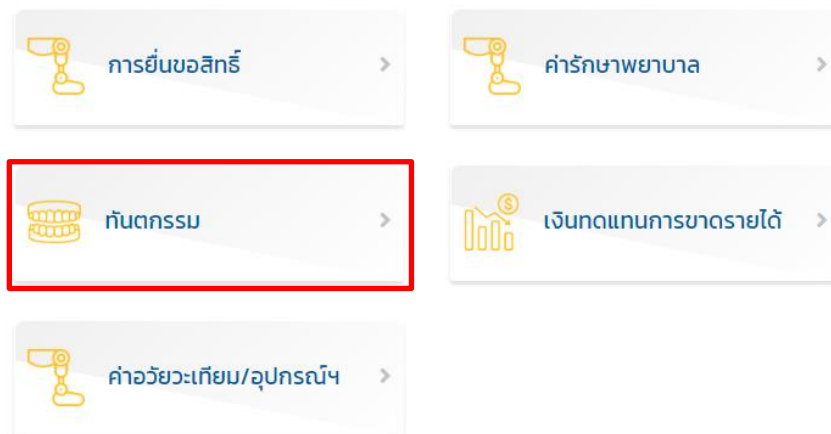 การยื่นขอสิทธิ์
ค่ารักษาพยาบาล
ทันตกรรม
เงินทดแทนการขาดรายได้
ค่าอวัยวะเทียม/อุปกรณ์ฯ